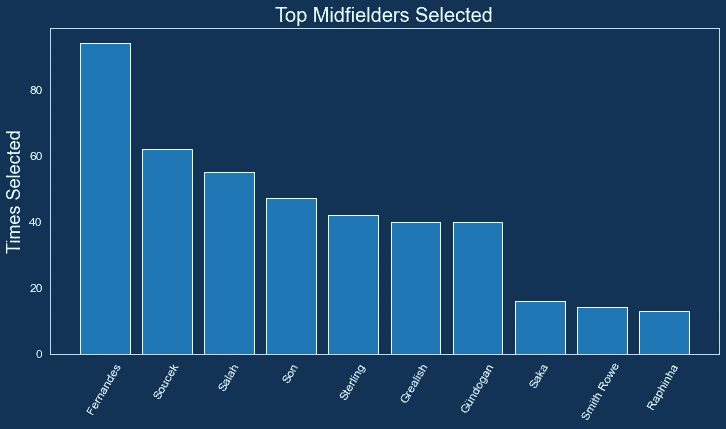 Top Midfielders Selected
Times Selected
80
60
40
20
0
Fernandes
Soucek
Salah
Son
Sterling
Grealish
Gündogan
Saka
Smith Rowe
Raphinha